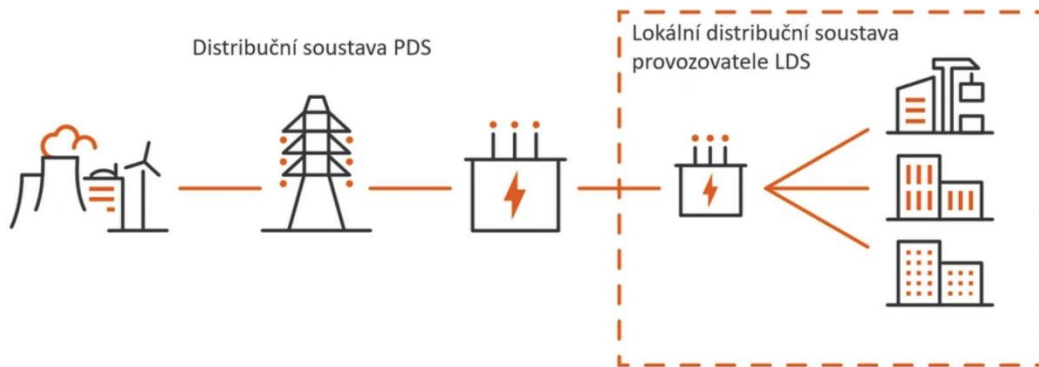 Distribuční soustava PDS
Lokální distribuční soustava
provozovatele LDS